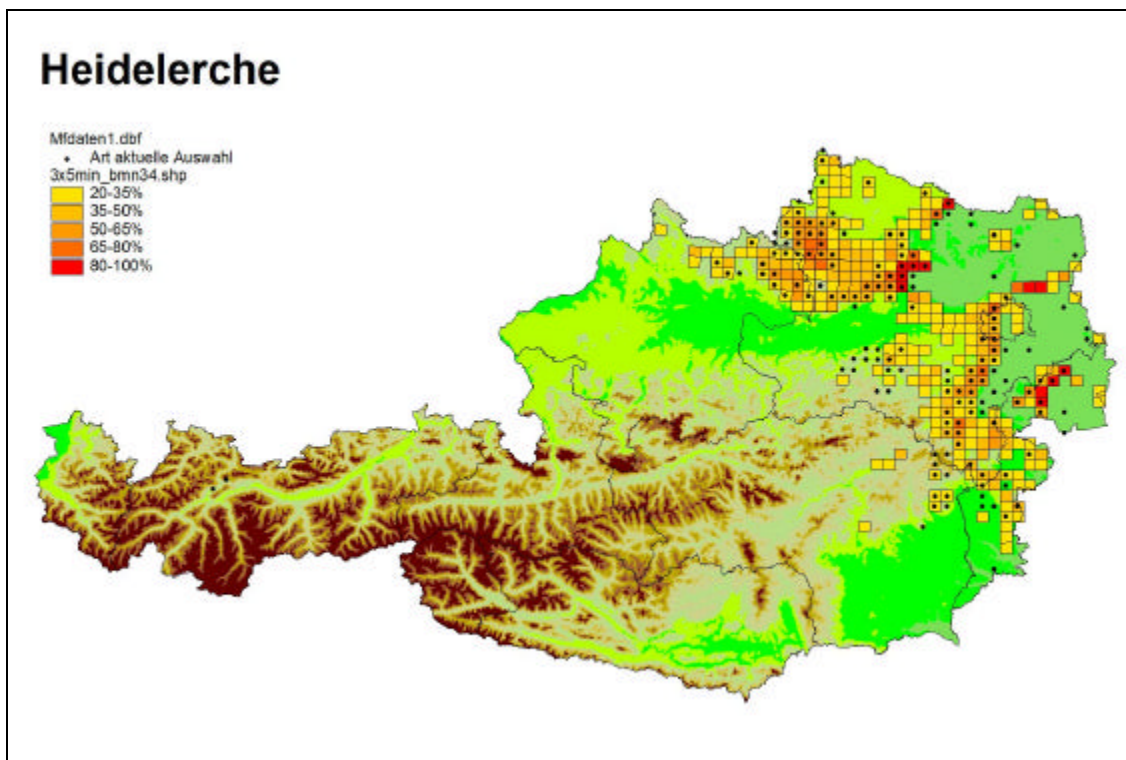 Heidelerche
Mfdaten1.dbf
Art aktuelle Auswahl
3x5min_bmn34.shp
20-35%
35-50%
50-65%
65-80%
80-100%